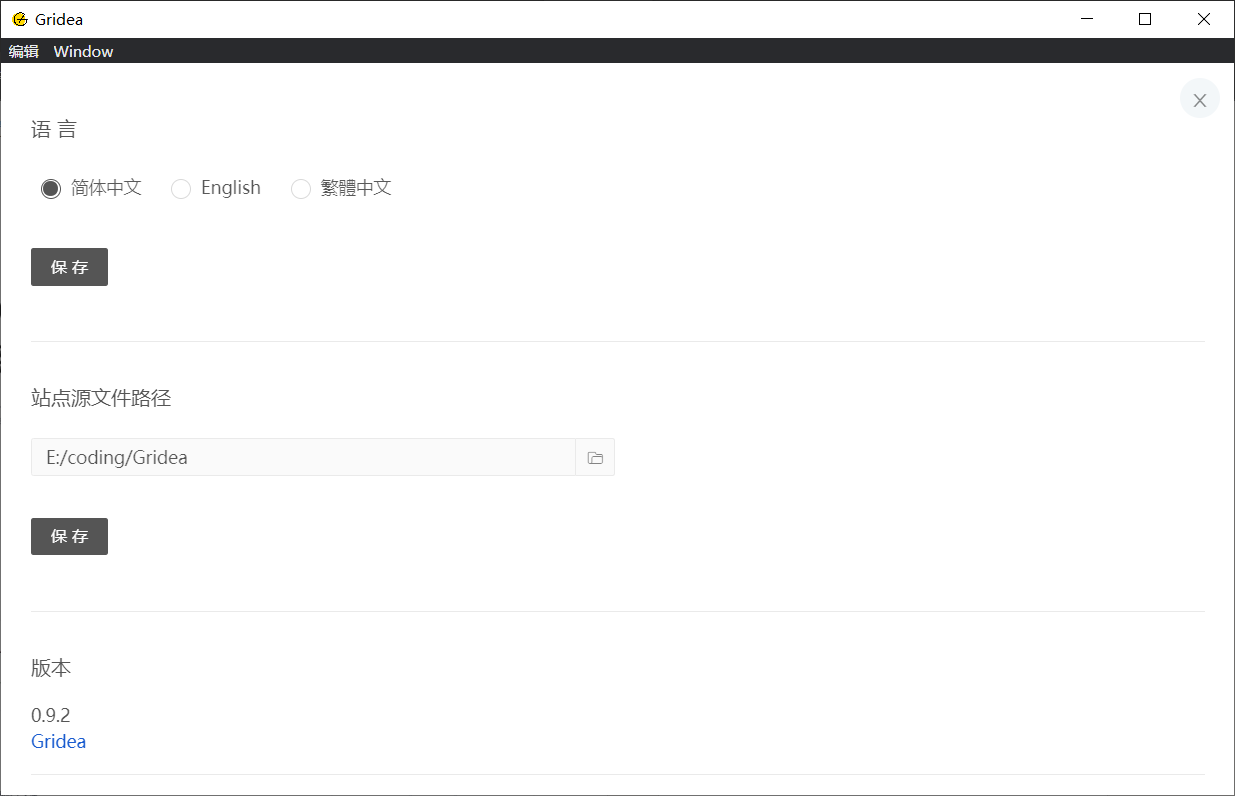 Gridea
编辑 Window
语 言
简体中文 English 繁體中文
保 存
站点源文件路径
E:/coding/Gridea
保 存
版本
0.9.2
Gridea